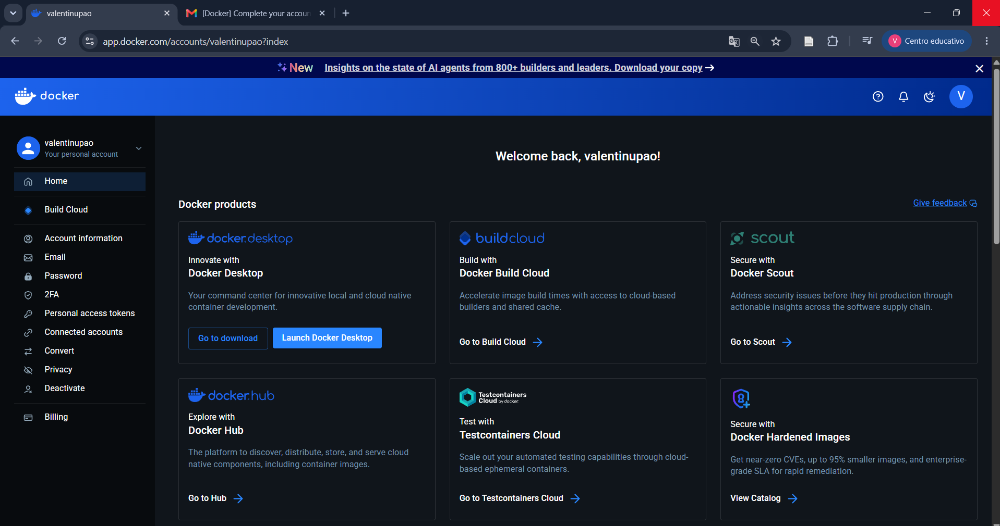 valentinupao
[Docker] Complete your accoun
app.docker.com/accounts/valentinupao?index
V
Centro educativo
New
Insights on the state of AI agents from 800+ builders and leaders. Download your copy
docker
V
valentinupao
Your personal account
Home
Build Cloud
Account information
Email
Password
2FA
Personal access tokens
Connected accounts
Convert
Privacy
Deactivate
Billing
Welcome back, valentinupao!
Docker products
Give feedback
docker.desktop
Innovate with
Docker Desktop
Your command center for innovative local and cloud native
container development.
Go to download
Launch Docker Desktop
buildcloud
Build with
Docker Build Cloud
Accelerate image build times with access to cloud-based
builders and shared cache.
Go to Build Cloud
scout
Secure with
Docker Scout
Address security issues before they hit production through
actionable insights across the software supply chain.
Go to Scout
docker.hub
Explore with
Docker Hub
The platform to discover, distribute, store, and serve cloud
native components, including container images.
Go to Hub
Testcontainers
Cloud by docker
Test with
Testcontainers Cloud
Scale out your automated testing capabilities through cloud-
based ephemeral containers.
Go to Testcontainers Cloud
Secure with
Docker Hardened Images
Get near-zero CVEs, up to 95% smaller images, and enterprise-
grade SLA for rapid remediation.
View Catalog